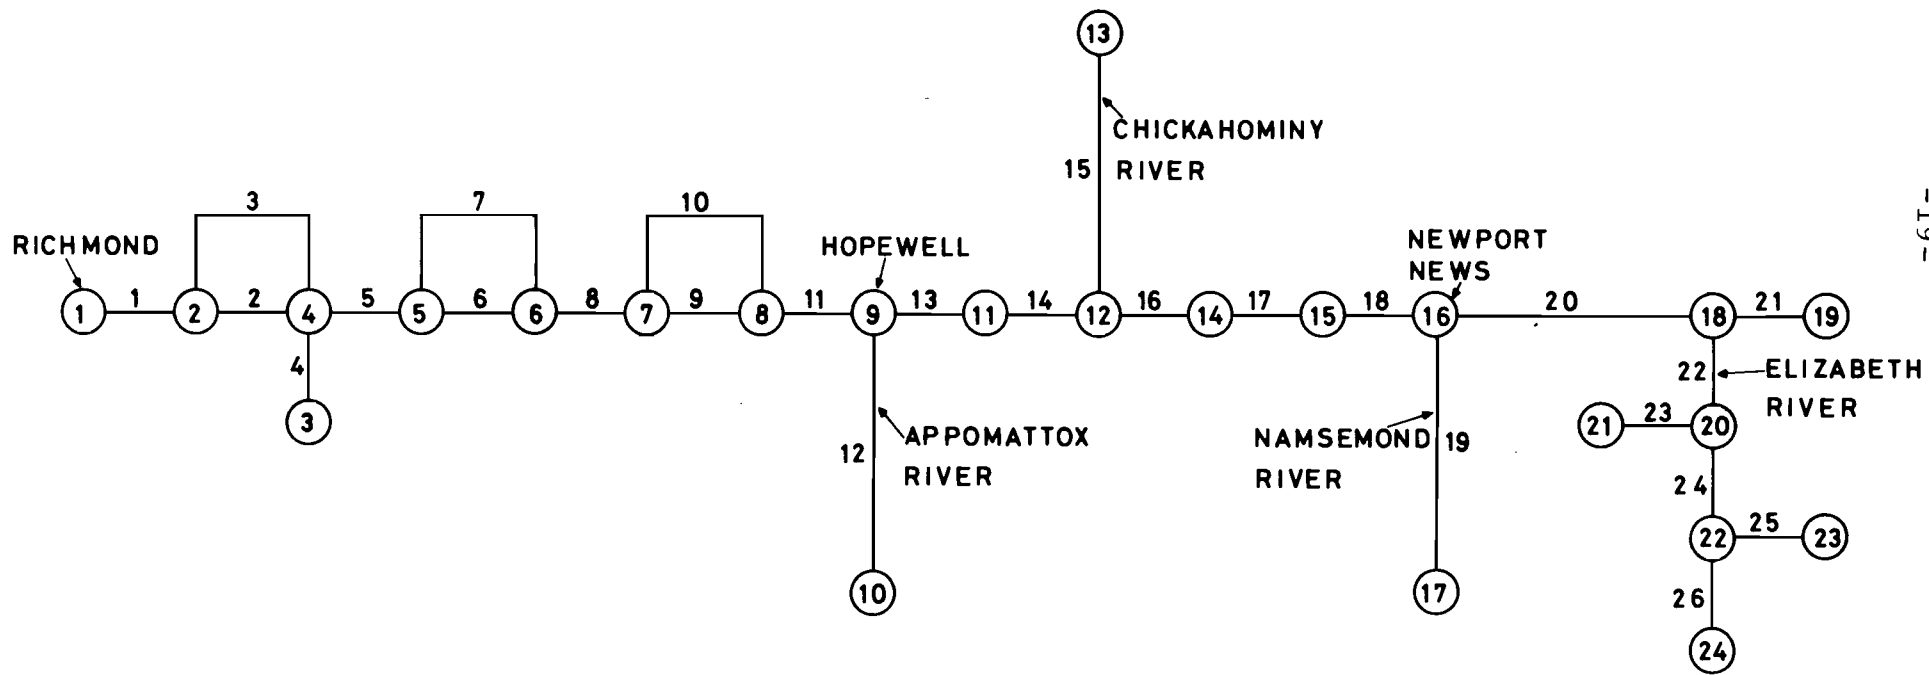 13
CHICKAHOMINY
15 RIVER
-19-
3 7 10
RICHMOND HOPEWELL NEWPORT
NEWS
1 1 2 2 4 5 5 6 6 8 7 9 8 11 9 13 11 14 12 16 14 17 15 18 16 20 18 21 19
4
22 ELIZABETH
RIVER
3
21 23 20
12 APPOMATTOX
RIVER
NAMSEMOND 19
RIVER
24
22 25 23
10 17 26
24